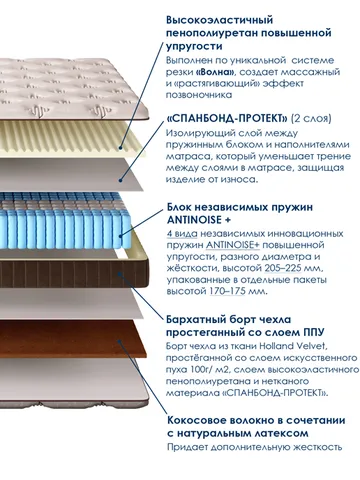 Высокоэластичный
пенополиуретан повышенной
упругости
Выполнен по уникальной системе
резки «Волна», создает массажный
и «растягивающий» эффект
позвоночника
«СПАНБОНД-ПРОТЕКТ» (2 слоя)
Изолирующий слой между
пружинным блоком и наполнителями
матраса, который уменьшает трение
между слоями в матрасе, защищая
изделие от износа.
Блок независимых пружин
ANTINOISE +
4 вида независимых инновационных
пружин ANTINOISE+ повышенной
упругости, разного диаметра и
жёсткости, высотой 205–225 мм,
упакованные в отдельные пакеты
высотой 170–175 мм.
Бархатный борт чехла
простеганный со слоем ППУ
Борт чехла из ткани Holland Velvet,
простёганной со слоем искусственного
пуха 100г/ м2, слоем высокоэластичного
пенополиуретана и нетканого
материала «СПАНБОНД-ПРОТЕКТ».
Кокосовое волокно в сочетании
с натуральным латексом
Придает дополнительную жесткость